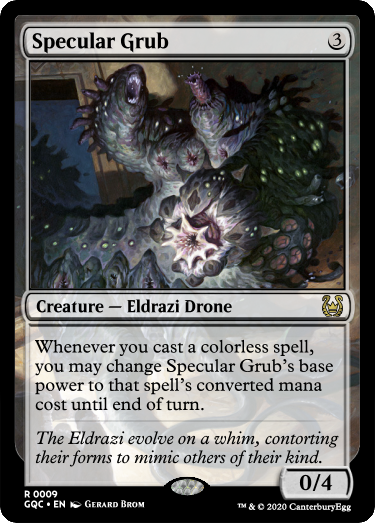 Specular Grub 3
Creature — Eldrazi Drone
Whenever you cast a colorless spell,
you may change Specular Grub's base
power to that spell's converted mana
cost until end of turn.
The Eldrazi evolve on a whim, contorting
their forms to mimic others of their kind.
0/4
R 0009
GQC • EN Gerard Brom
™ & © 2020 CanterburyEgg